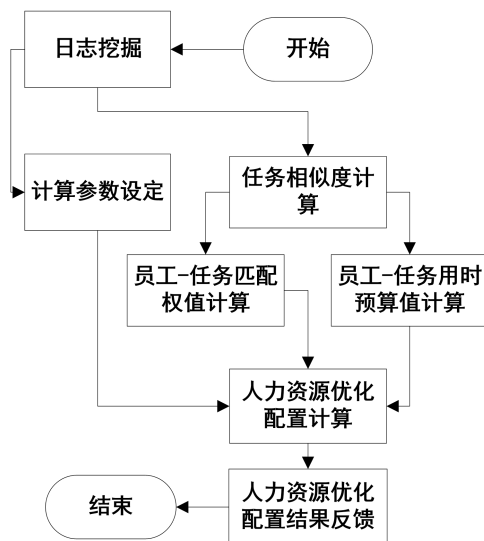 日志挖掘
开始
计算参数设定
任务相似度计
算
员工-任务匹配
权值计算
员工-任务用时
预算值计算
人力资源优化
配置计算
人力资源优化
配置结果反馈
结束